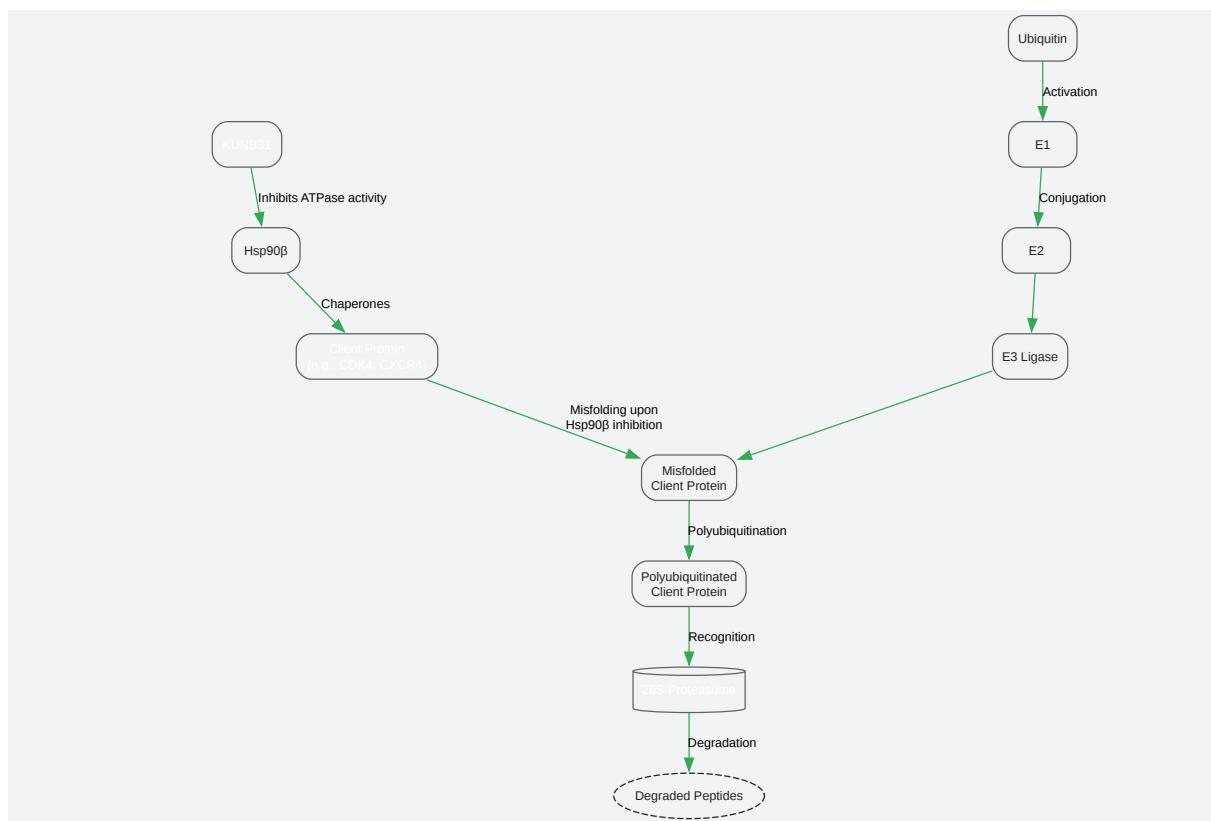 Ubiquitin
Activation
KUNB31
E1
Inhibits ATPase activity
Conjugation
Hsp90β
E2
Chaperones
Client Protein
(e.g., CDK4, CXCR4)
E3 Ligase
Misfolding upon
Hsp90β inhibition
Misfolded
Client Protein
Polyubiquitination
Polyubiquitinated
Client Protein
Recognition
26S Proteasome
Degradation
Degraded Peptides